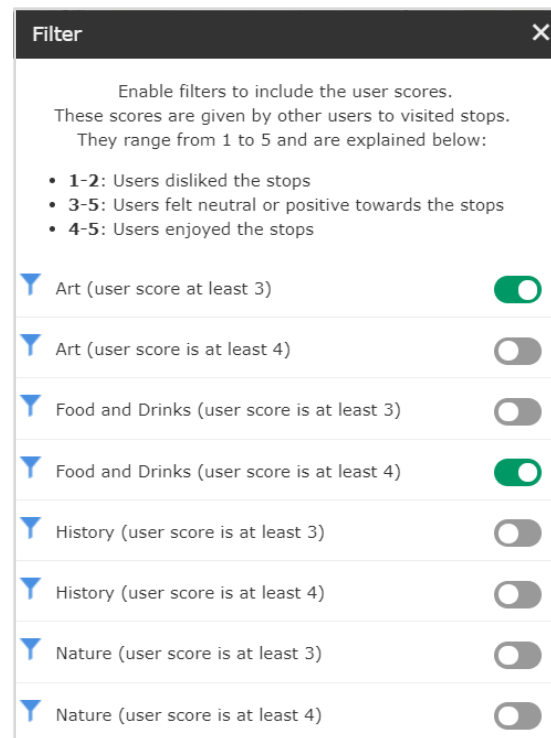 Filter
Enable filters to include the user scores.
These scores are given by other users to visited stops.
They range from 1 to 5 and are explained below:
• 1-2: Users disliked the stops
• 3-5: Users felt neutral or positive towards the stops
• 4-5: Users enjoyed the stops
Art (user score at least 3)
Art (user score is at least 4)
Food and Drinks (user score is at least 3)
Food and Drinks (user score is at least 4)
History (user score is at least 3)
History (user score is at least 4)
Nature (user score is at least 3)
Nature (user score is at least 4)